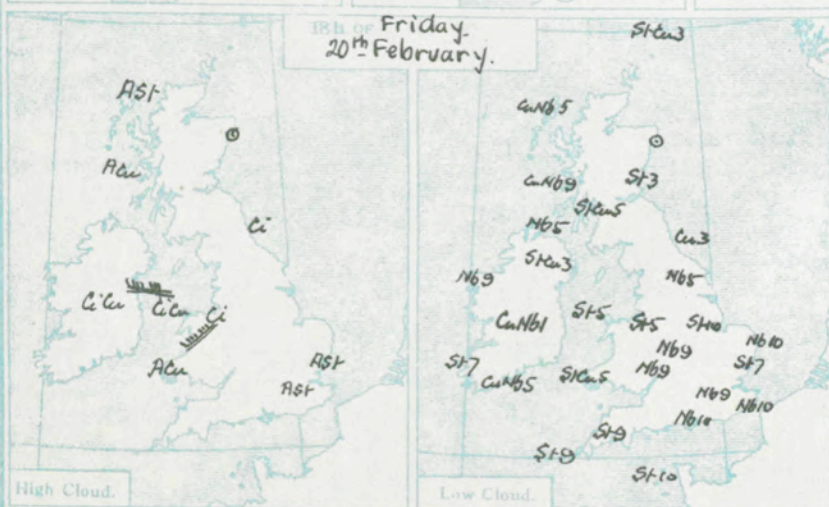 18h or Friday.
20th February.
ASt
ACu
Ci
CiCu
CiCu
Ci
ACu
ASt
ASt
High Cloud.
StCu3
CuNb5
CuNb9
St3
StCu5
Nb5
Cu3
StCu3
Nb9
Nb5
CuNb1
St5
St5
St10
Nb10
Nb9
St7
St7
Nb9
CuNb5
StCu5
Nb9
Nb10
Nb10
St9
St9
St10
Low Cloud.